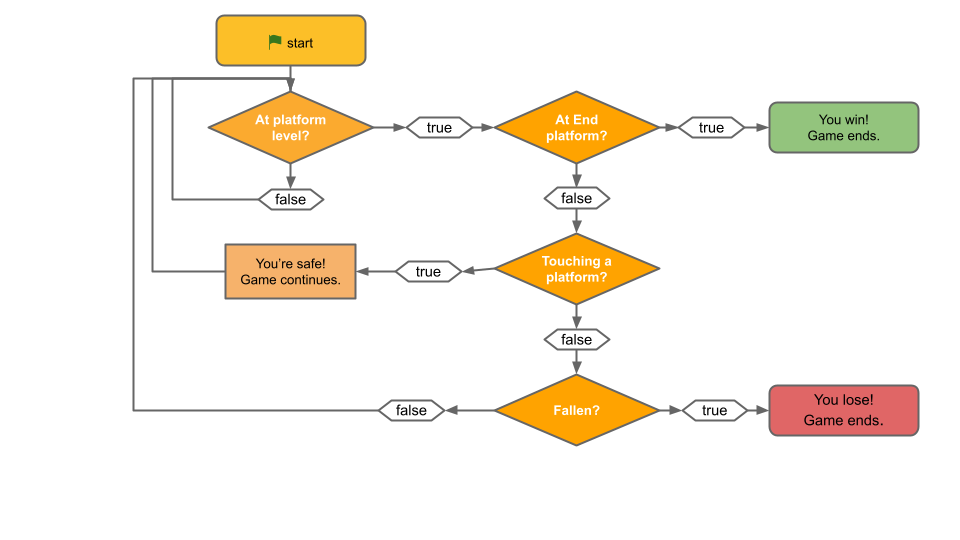 start
At platform
level?
true
At End
platform?
true
You win!
Game ends.
false
false
You're safe!
Game continues.
true
Touching a
platform?
false
false
Fallen?
true
You lose!
Game ends.